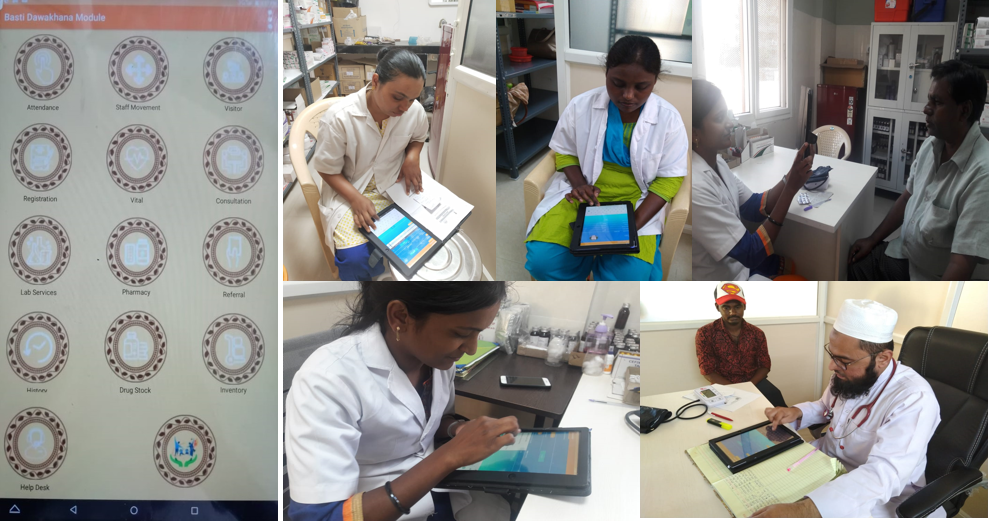 Basti Dawakhana Module
Attendance
Staff Movement
Visitor
Registration
Vital
Consultation
Lab Services
Pharmacy
Referral
History
Drug Stock
Inventory
Help Desk